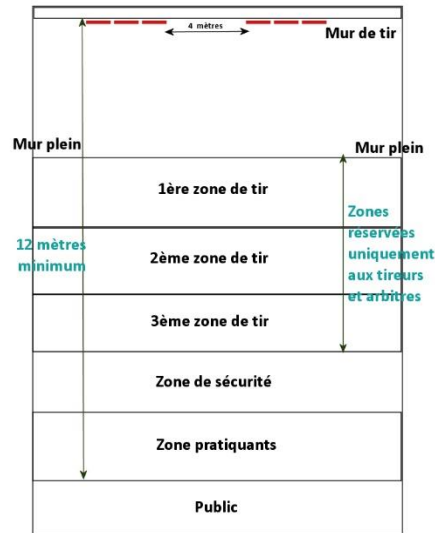 4 mètres
Mur de tir
Mur plein
Mur plein
1ère zone de tir
Zones
réservées
uniquement
aux tireurs
et arbitres
12 mètres
minimum
2ème zone de tir
3ème zone de tir
Zone de sécurité
Zone pratiquants
Public